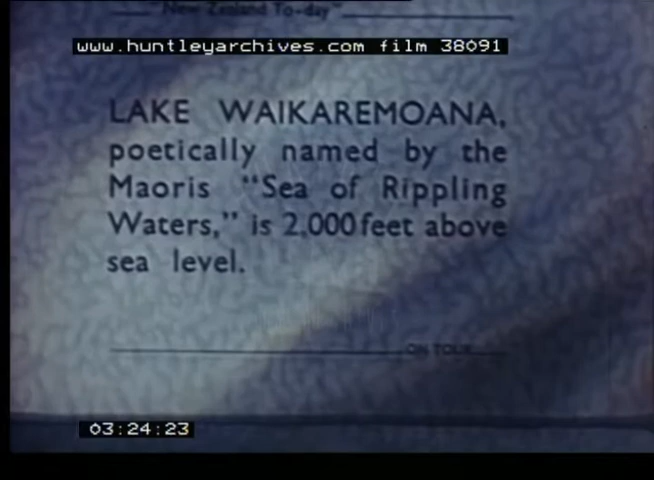 "New Zealand To-day"
www.huntleyarchives.com film 38091
LAKE WAIKAREMOANA,
poetically named by the
Maoris "Sea of Rippling
Waters," is 2,000 feet above
sea level.
ON TOUR
03:24:23